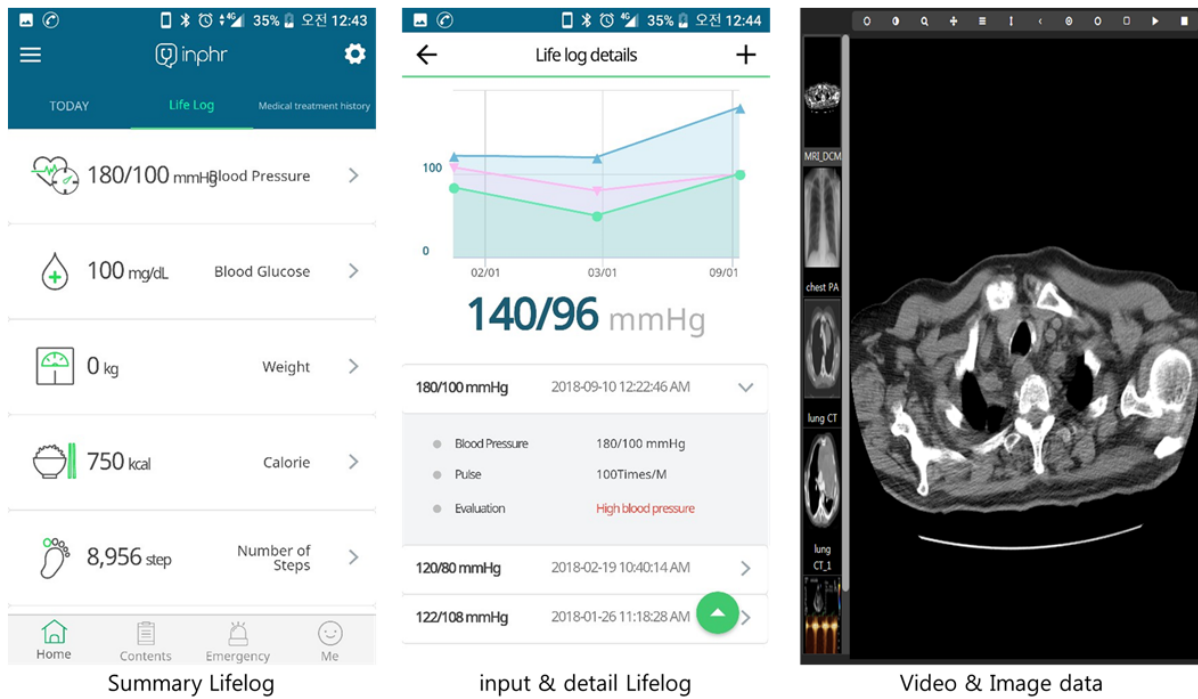 35% 오전 12:43
inphr
TODAY
Life Log
Medical treatment history
180/100 mmHg
Blood Pressure
100 mg/dL
Blood Glucose
0 kg
Weight
750 kcal
Calorie
8,956 step
Number of
Steps
Home
Contents
Emergency
Me
Summary Lifelog
4G 35% 오전 12:44
Life log details
100
0
02/01
03/01
09/01
140/96 mmHg
180/100 mmHg 2018-09-10 12:22:46 AM
Blood Pressure 180/100 mmHg
Pulse 100Times/M
Evaluation High blood pressure
120/80 mmHg 2018-02-19 10:40:14 AM
122/108 mmHg 2018-01-26 11:18:28 AM
input & detail Lifelog
MRI_DCM
chest PA
lung CT
lung
CT_1
Video & Image data